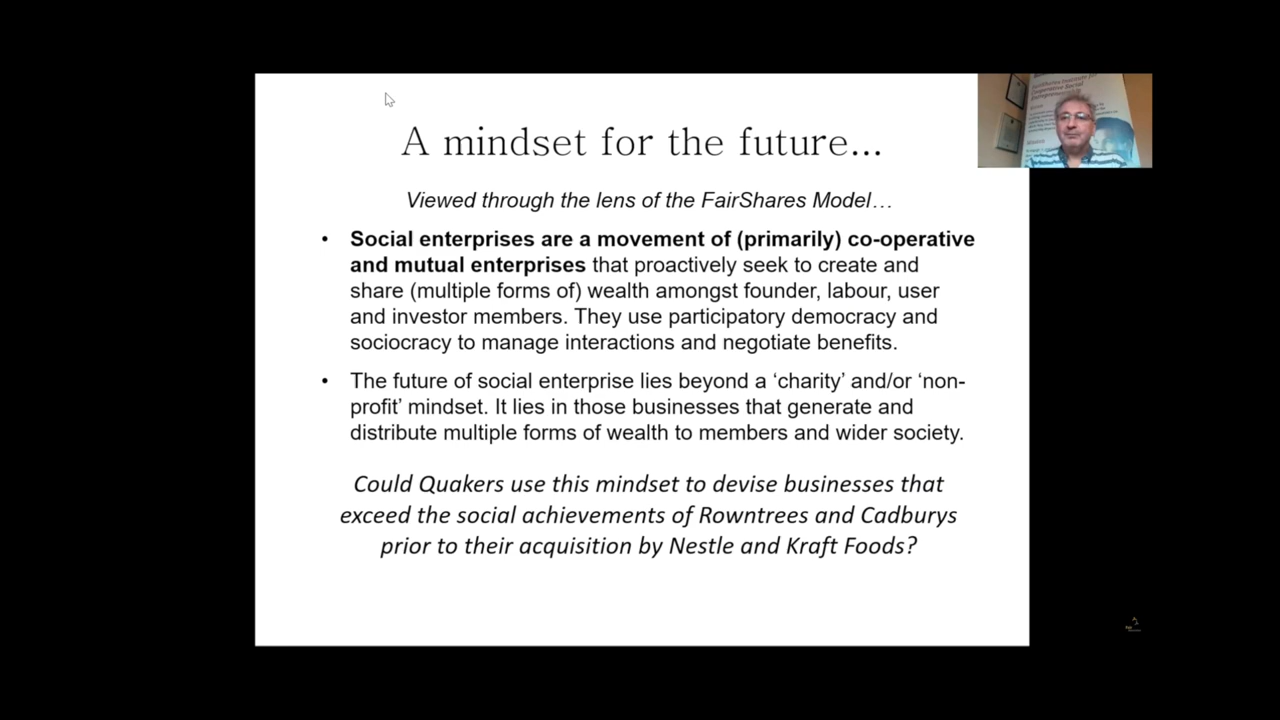 A mindset for the future...
Viewed through the lens of the FairShares Model…
• Social enterprises are a movement of (primarily) co-operative
and mutual enterprises that proactively seek to create and
share (multiple forms of) wealth amongst founder, labour, user
and investor members. They use participatory democracy and
sociocracy to manage interactions and negotiate benefits.
• The future of social enterprise lies beyond a ‘charity’ and/or ‘non-
profit’ mindset. It lies in those businesses that generate and
distribute multiple forms of wealth to members and wider society.
Could Quakers use this mindset to devise businesses that
exceed the social achievements of Rowntrees and Cadburys
prior to their acquisition by Nestle and Kraft Foods?